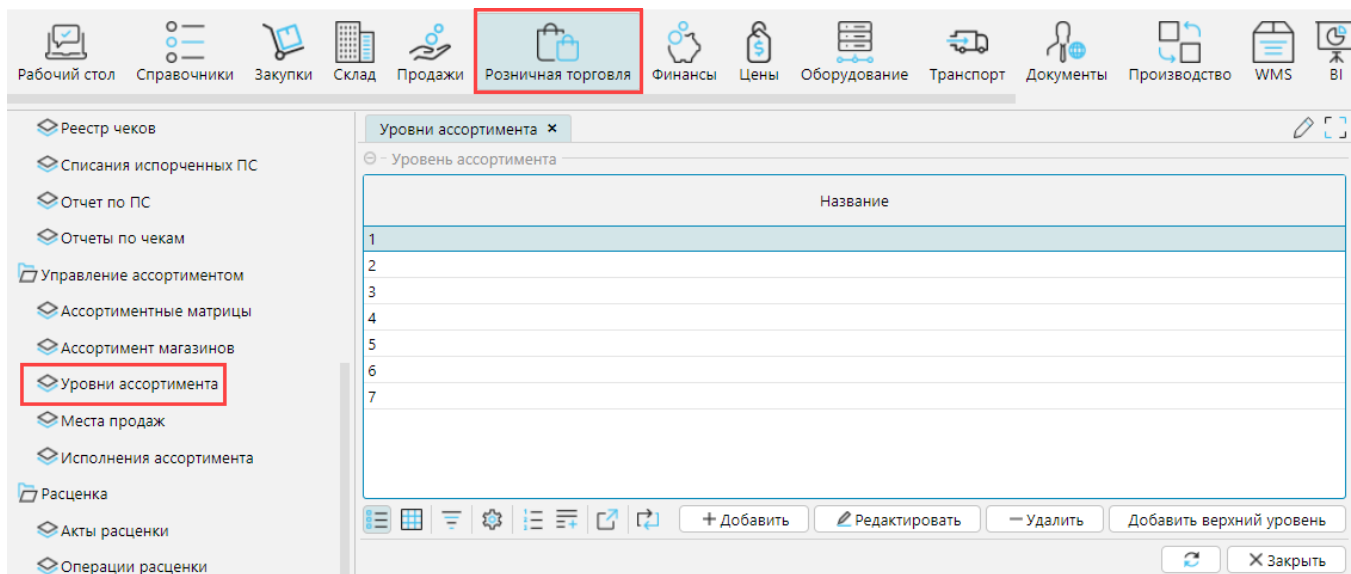 Рабочий стол Справочники Закупки Склад Продажи Розничная торговля Финансы Цены Оборудование Транспорт Документы Производство WMS BI
Реестр чеков
Списания испорченных ПС
Отчет по ПС
Отчеты по чекам
Управление ассортиментом
Ассортиментные матрицы
Ассортимент магазинов
Уровни ассортимента
Места продаж
Исполнения ассортимента
Расценка
Акты расценки
Операции расценки
Уровни ассортимента ×
Уровень ассортимента
Название
1
2
3
4
5
6
7
+ Добавить Редактировать — Удалить Добавить верхний уровень
× Закрыть